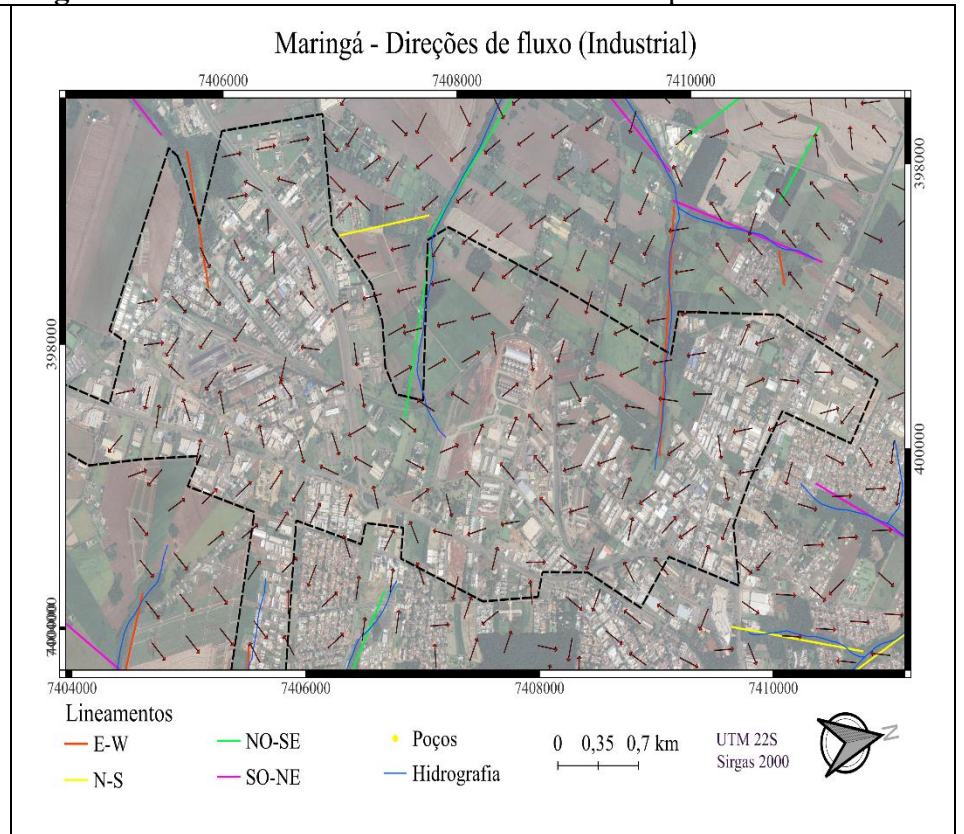 Maringá - Direções de fluxo (Industrial)
7406000 7408000 7410000
398000
398000
400000
7404000 7406000 7408000 7410000
Lineamentos
E-W
N-S
NO-SE
SO-NE
Poços
Hidrografia
0 0,35 0,7 km
UTM 22S
Sirgas 2000
N